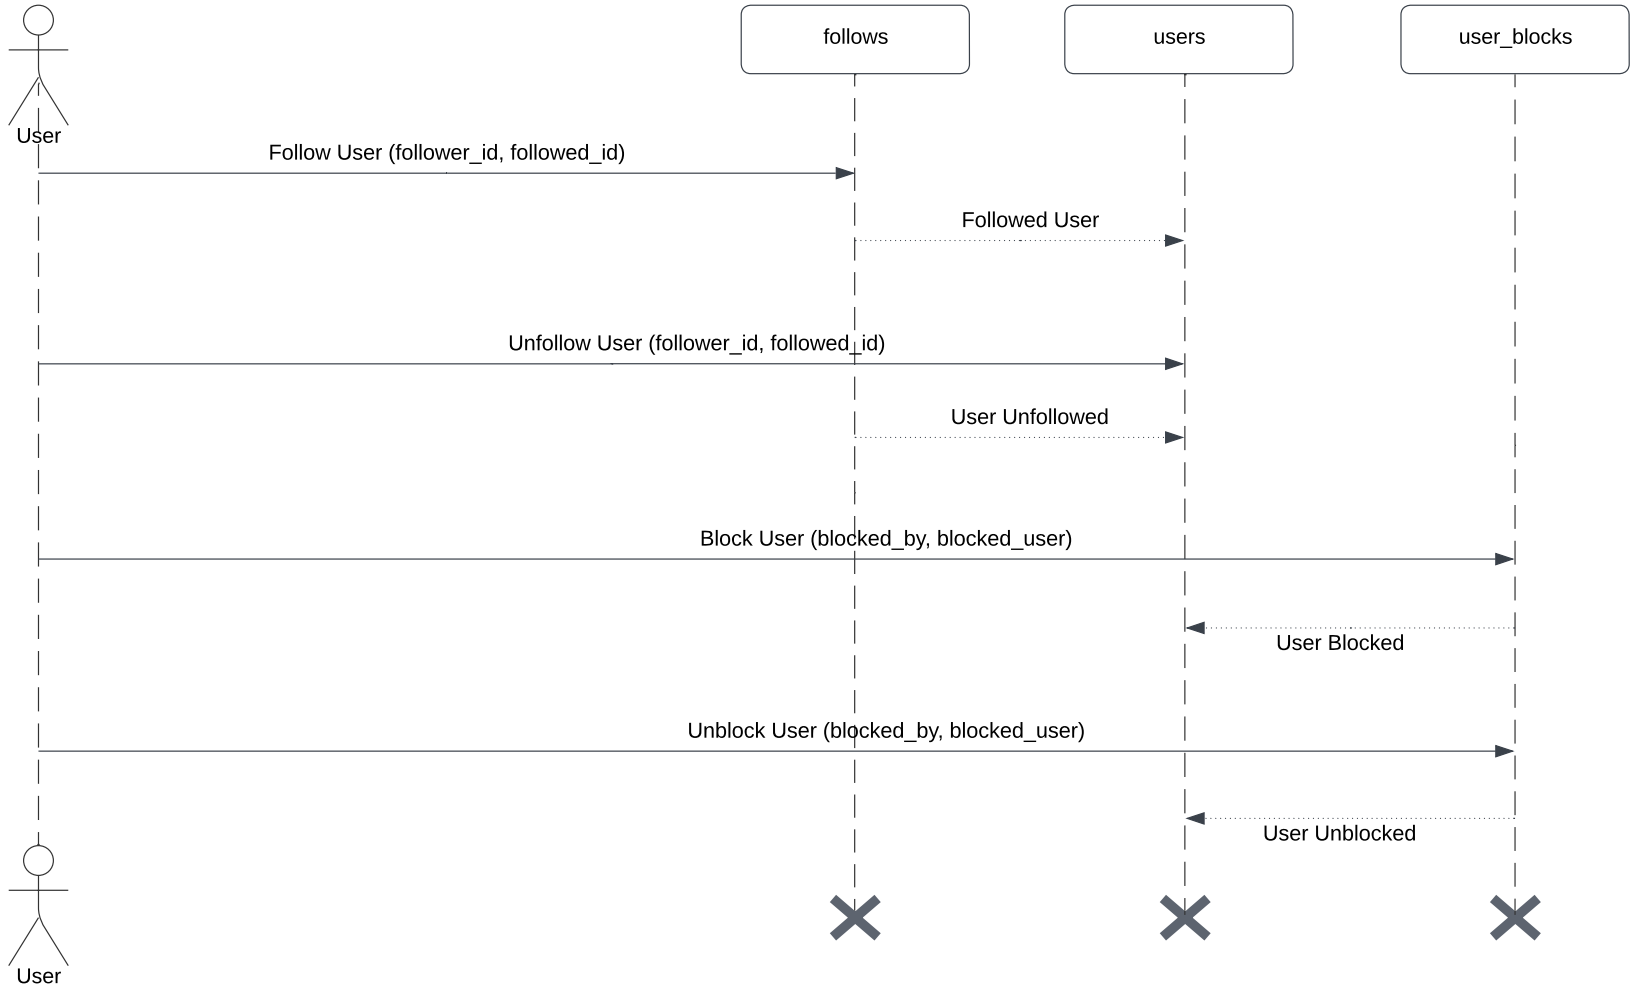 follows
users
user_blocks
User
Follow User (follower_id, followed_id)
Followed User
Unfollow User (follower_id, followed_id)
User Unfollowed
Block User (blocked_by, blocked_user)
User Blocked
Unblock User (blocked_by, blocked_user)
User Unblocked
User